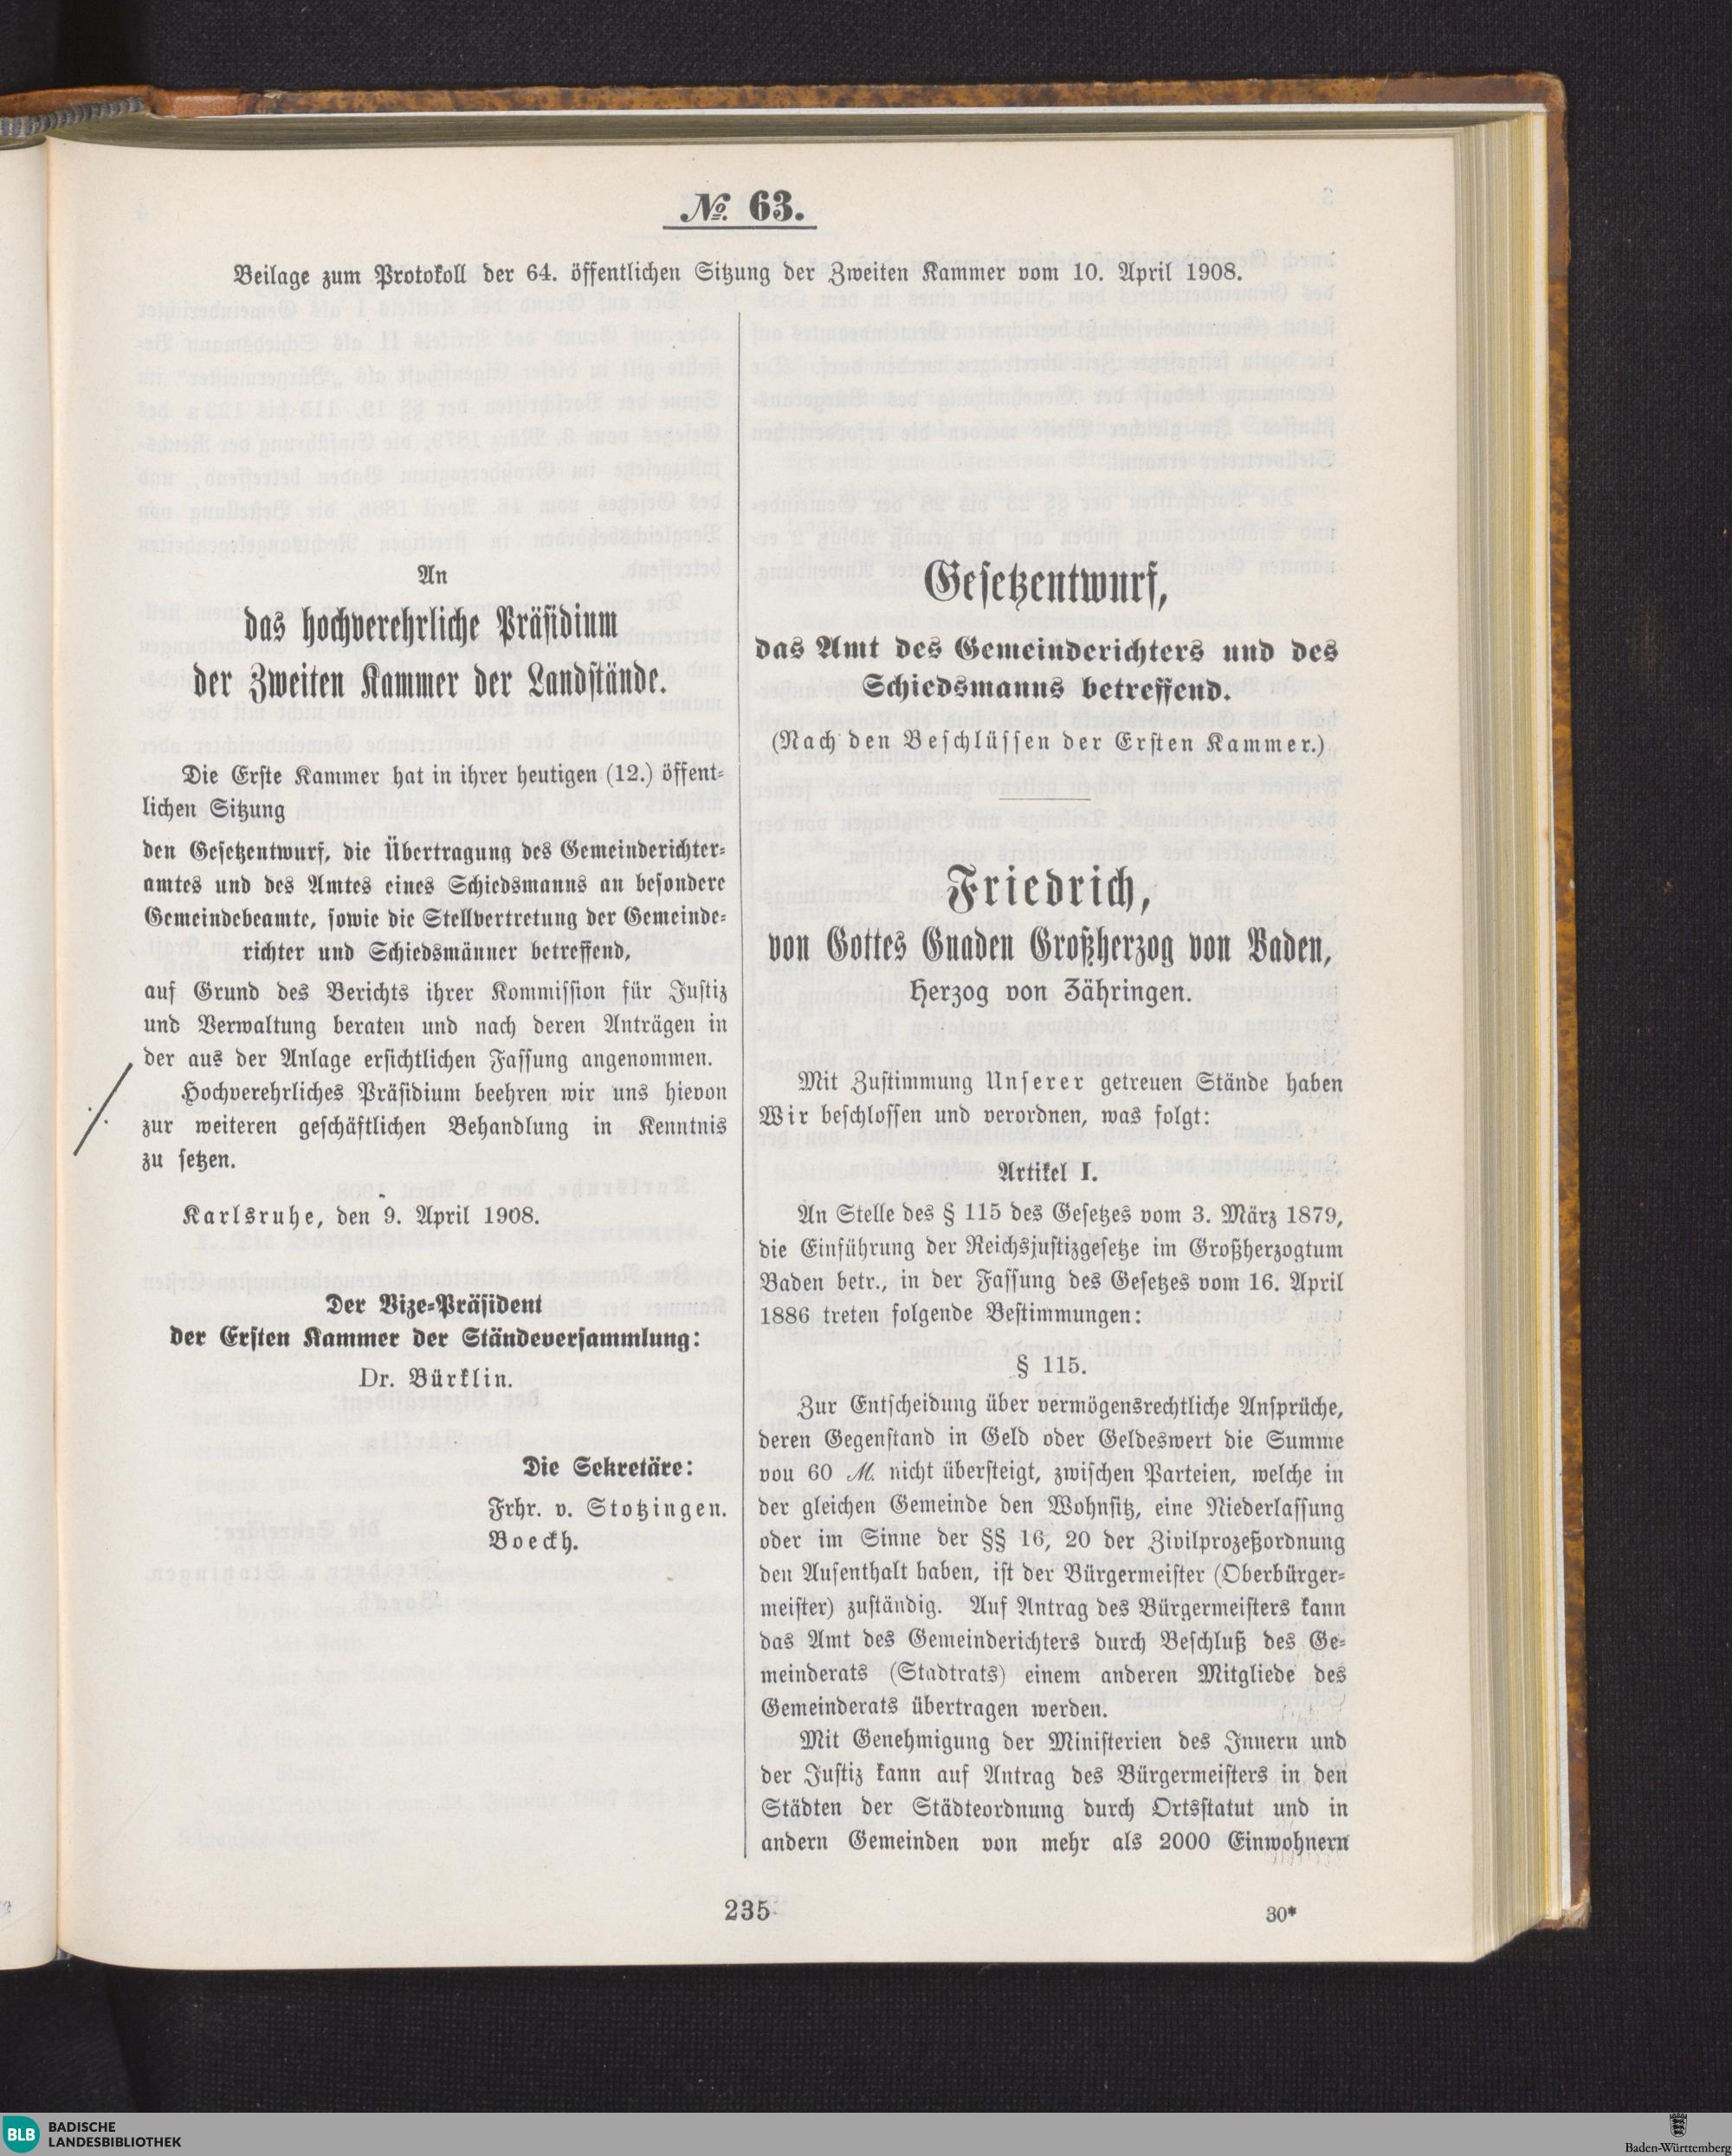 № 63.
Beilage zum Protokoll der 64. öffentlichen Sitzung der Zweiten Kammer vom 10. April 1908.
An
das hochverehrliche Präsidium
der Zweiten Kammer der Landstände.
Die Erste Kammer hat in ihrer heutigen (12.) öffent-
lichen Sitzung
den Gesetzentwurf, die Übertragung des Gemeinderichter-
amtes und des Amtes eines Schiedsmanns an besondere
Gemeindebeamte, sowie die Stellvertretung der Gemeinde-
richter und Schiedsmänner betreffend,
auf Grund des Berichts ihrer Kommission für Justiz
und Verwaltung beraten und nach deren Anträgen in
der aus der Anlage ersichtlichen Fassung angenommen.
Hochverehrliches Präsidium beehren wir uns hievon
zur weiteren geschäftlichen Behandlung in Kenntnis
zu setzen.
Karlsruhe, den 9. April 1908.
Der Vize-Präsident
der Ersten Kammer der Ständeversammlung:
Dr. Bürklin.
Die Sekretäre:
Frhr. v. Stotzingen.
Boeckh.
Gesetzentwurf,
das Amt des Gemeinderichters und des
Schiedsmanns betreffend.
(Nach den Beschlüssen der Ersten Kammer.)
Friedrich,
von Gottes Gnaden Großherzog von Baden,
Herzog von Zähringen.
Mit Zustimmung Unserer getreuen Stände haben
Wir beschlossen und verordnen, was folgt:
Artikel I.
An Stelle des § 115 des Gesetzes vom 3. März 1879,
die Einführung der Reichsjustizgesetze im Großherzogtum
Baden betr., in der Fassung des Gesetzes vom 16. April
1886 treten folgende Bestimmungen:
§ 115.
Zur Entscheidung über vermögensrechtliche Ansprüche,
deren Gegenstand in Geld oder Geldeswert die Summe
von 60 M. nicht übersteigt, zwischen Parteien, welche in
der gleichen Gemeinde den Wohnsitz, eine Niederlassung
oder im Sinne der §§ 16, 20 der Zivilprozeßordnung
den Aufenthalt haben, ist der Bürgermeister (Oberbürger-
meister) zuständig. Auf Antrag des Bürgermeisters kann
das Amt des Gemeinderichters durch Beschluß des Ge-
meinderats (Stadtrats) einem anderen Mitgliede des
Gemeinderats übertragen werden.
Mit Genehmigung der Ministerien des Innern und
der Justiz kann auf Antrag des Bürgermeisters in den
Städten der Städteordnung durch Ortsstatut und in
andern Gemeinden von mehr als 2000 Einwohnern
235
30*
BLB BADISCHE
LANDESBIBLIOTHEK
Baden-Württemberg